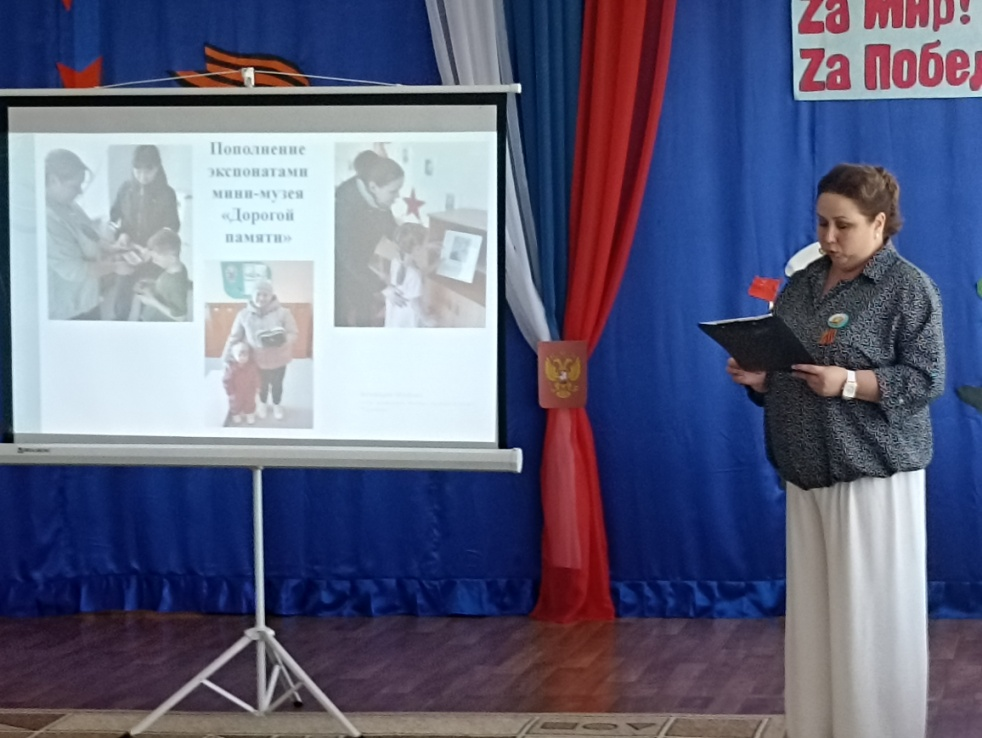 Zа Мир!
Zа Побед
Пополнение
экспонатами
мини-музея
«Дорогой
памяти»